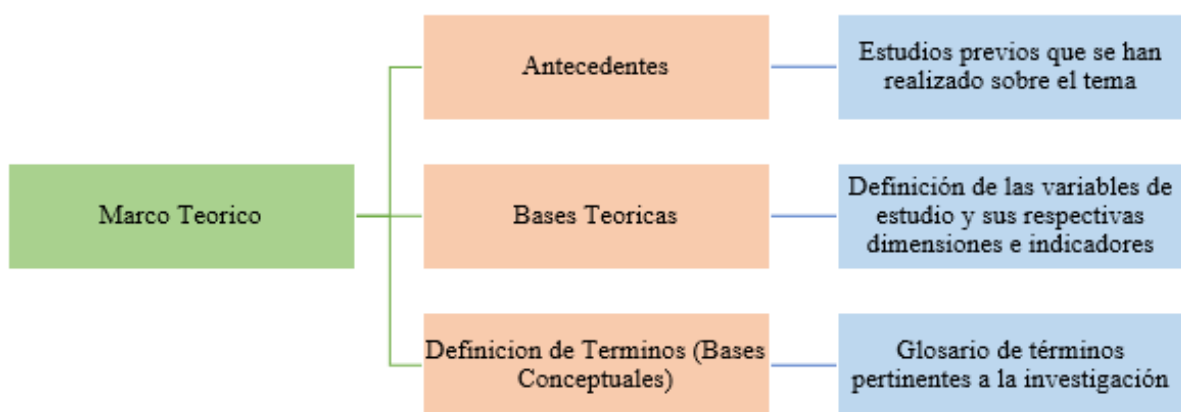 Marco Teorico
Antecedentes
Estudios previos que se han
realizado sobre el tema
Bases Teoricas
Definición de las variables de
estudio y sus respectivas
dimensiones e indicadores
Definicion de Terminos (Bases
Conceptuales)
Glosario de términos
pertinentes a la investigación